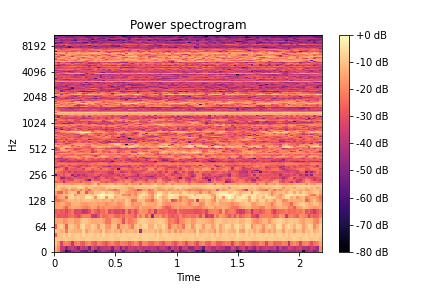 Power spectrogram
8192
4096
2048
1024
512
256
128
64
0
Hz
0
0.5
1
1.5
2
Time
+0 dB
-10 dB
-20 dB
-30 dB
-40 dB
-50 dB
-60 dB
-70 dB
-80 dB